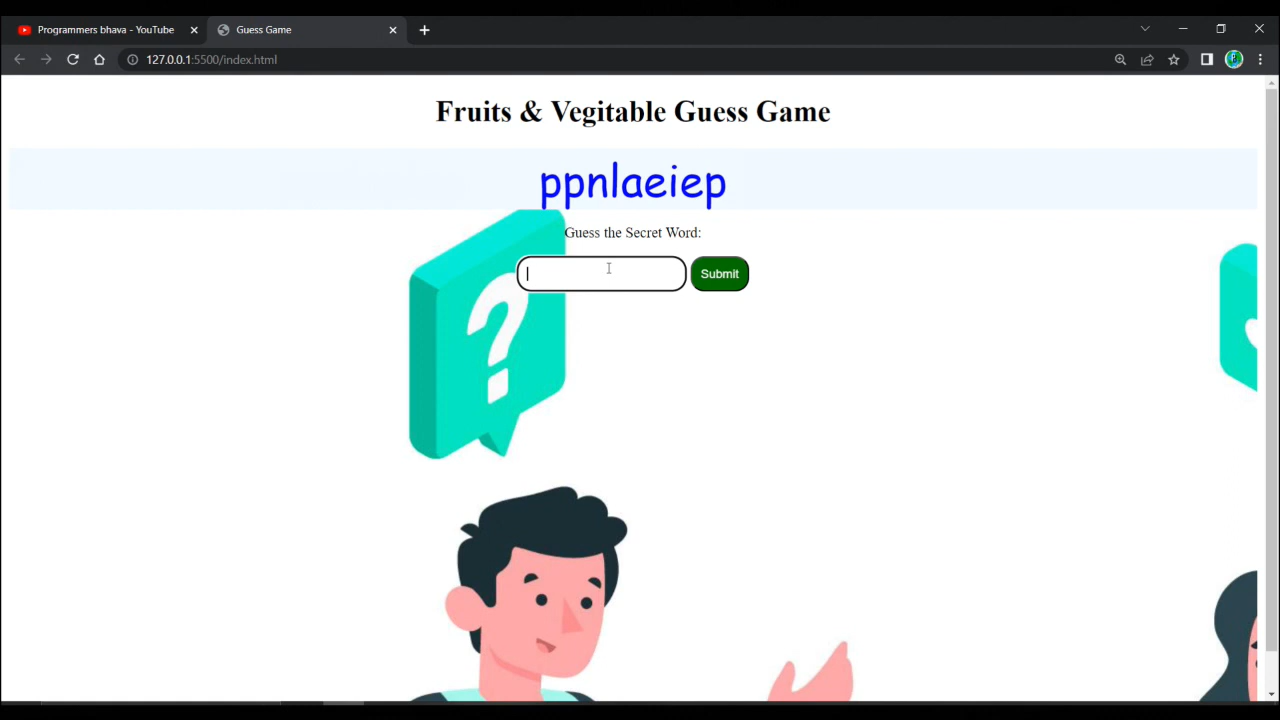 Programmers bhava - YouTube
Guess Game
127.0.0.1:5500/index.html
Fruits & Vegitable Guess Game
ppnlaeiep
Guess the Secret Word:
Submit
?